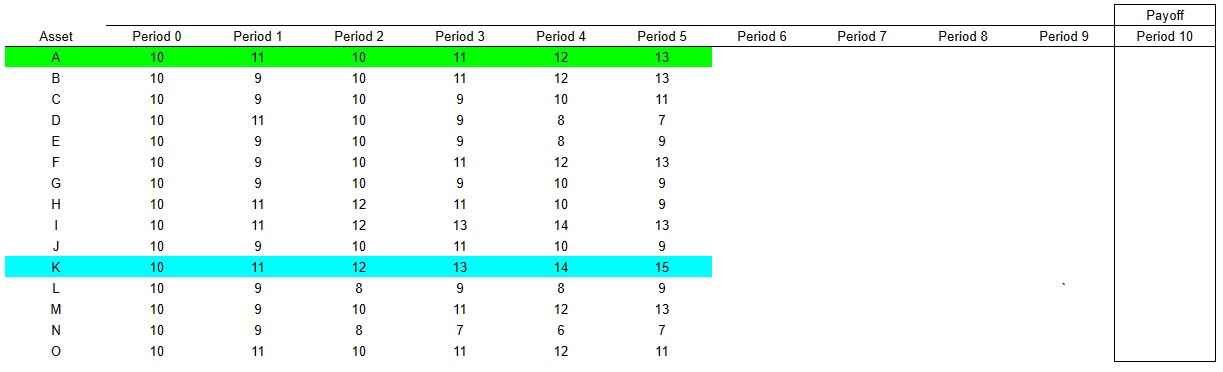 Payoff
Asset Period 0 Period 1 Period 2 Period 3 Period 4 Period 5 Period 6 Period 7 Period 8 Period 9 Period 10
A 10 11 10 11 12 13
B 10 9 10 11 12 13
C 10 9 10 9 10 11
D 10 11 10 9 8 7
E 10 9 10 9 8 9
F 10 9 10 11 12 13
G 10 9 10 9 10 9
H 10 11 12 11 10 9
I 10 11 12 13 14 13
J 10 9 10 11 10 9
K 10 11 12 13 14 15
L 10 9 8 9 8 9 `
M 10 9 10 11 12 13
N 10 9 8 7 6 7
O 10 11 10 11 12 11